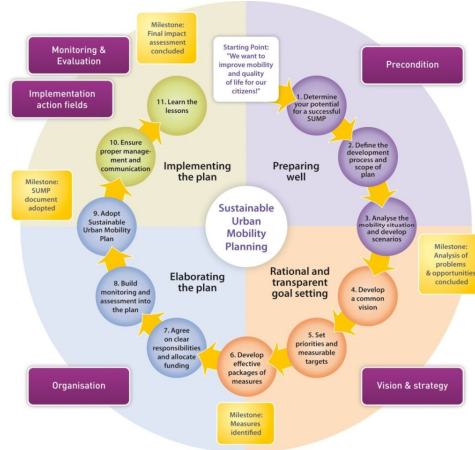 Monitoring &
Evaluation
Implementation
action fields
Milestone:
Final impact
assessment
concluded
Starting Point:
"We want to
improve mobility
and quality
of life for our
citizens!"
Precondition
1. Determine
your potential
for a successful
SUMP
2. Define the
development
process and
scope of
plan
3. Analyse the
mobility situation
and develop
scenarios
Milestone:
Analysis of
problems
& opportunities
concluded
4. Develop
a common
vision
5. Set
priorities and
measurable
targets
6. Develop
effective
packages of
measures
Milestone:
Measures
identified
7. Agree
on clear
responsibilities
and allocate
funding
8. Build
monitoring and
assessment into
the plan
9. Adopt
Sustainable
Urban Mobility
Plan
Milestone:
SUMP
document
adopted
10. Ensure
proper manage-
ment and
communication
11. Learn the
lessons
Implementing
the plan
Preparing
well
Sustainable
Urban
Mobility
Planning
Elaborating
the plan
Rational and
transparent
goal setting
Organisation
Vision & strategy